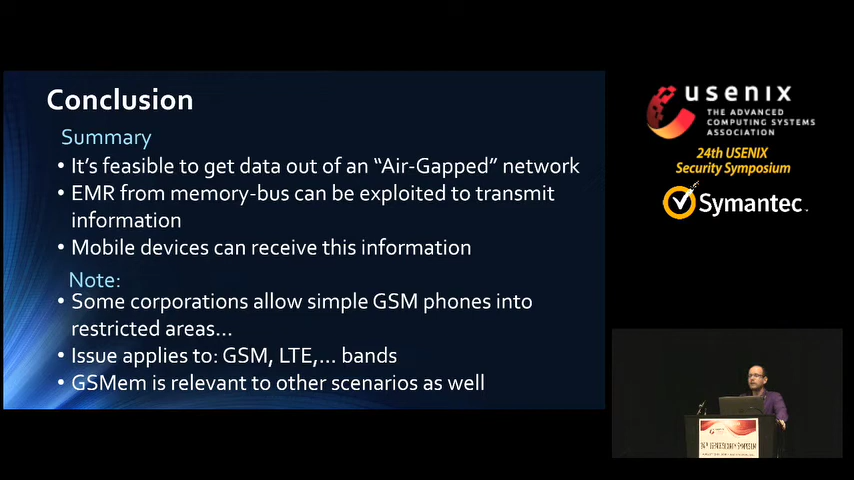 Conclusion
Summary
• It's feasible to get data out of an "Air-Gapped" network
• EMR from memory-bus can be exploited to transmit
information
• Mobile devices can receive this information
Note:
• Some corporations allow simple GSM phones into
restricted areas...
• Issue applies to: GSM, LTE,... bands
• GSMem is relevant to other scenarios as well
usenix
THE ADVANCED
COMPUTING SYSTEMS
ASSOCIATION
24th USENIX
Security Symposium
Symantec.